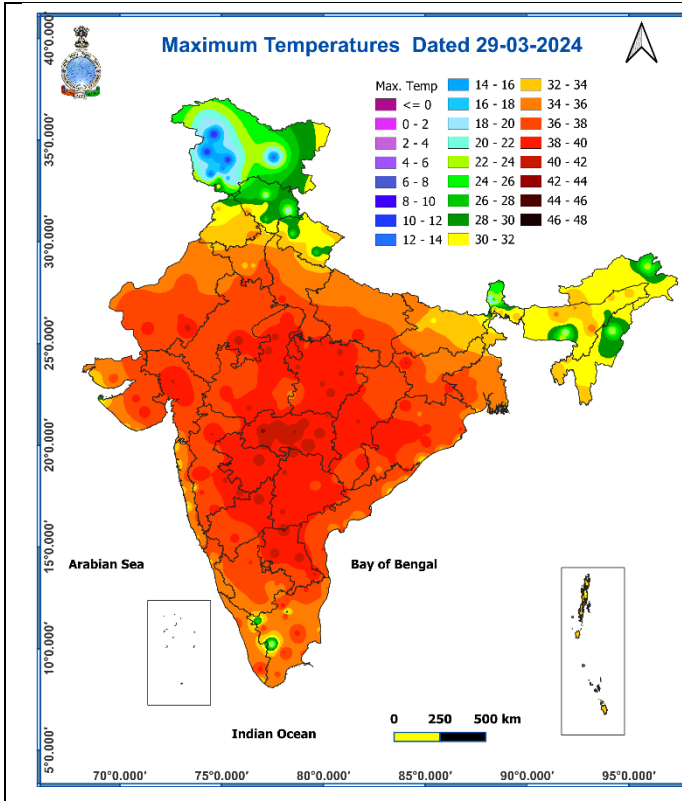 Maximum Temperatures Dated 29-03-2024
Max. Temp
<= 0
0 - 2
2 - 4
4 - 6
6 - 8
8 - 10
10 - 12
12 - 14
14 - 16
16 - 18
18 - 20
20 - 22
22 - 24
24 - 26
26 - 28
28 - 30
30 - 32
32 - 34
34 - 36
36 - 38
38 - 40
40 - 42
42 - 44
44 - 46
46 - 48
40°0.000'
35°0.000'
30°0.000'
25°0.000'
20°0.000'
15°0.000'
10°0.000'
5°0.000'
Arabian Sea
Bay of Bengal
Indian Ocean
0 250 500 km
70°0.000' 75°0.000' 80°0.000' 85°0.000' 90°0.000' 95°0.000'